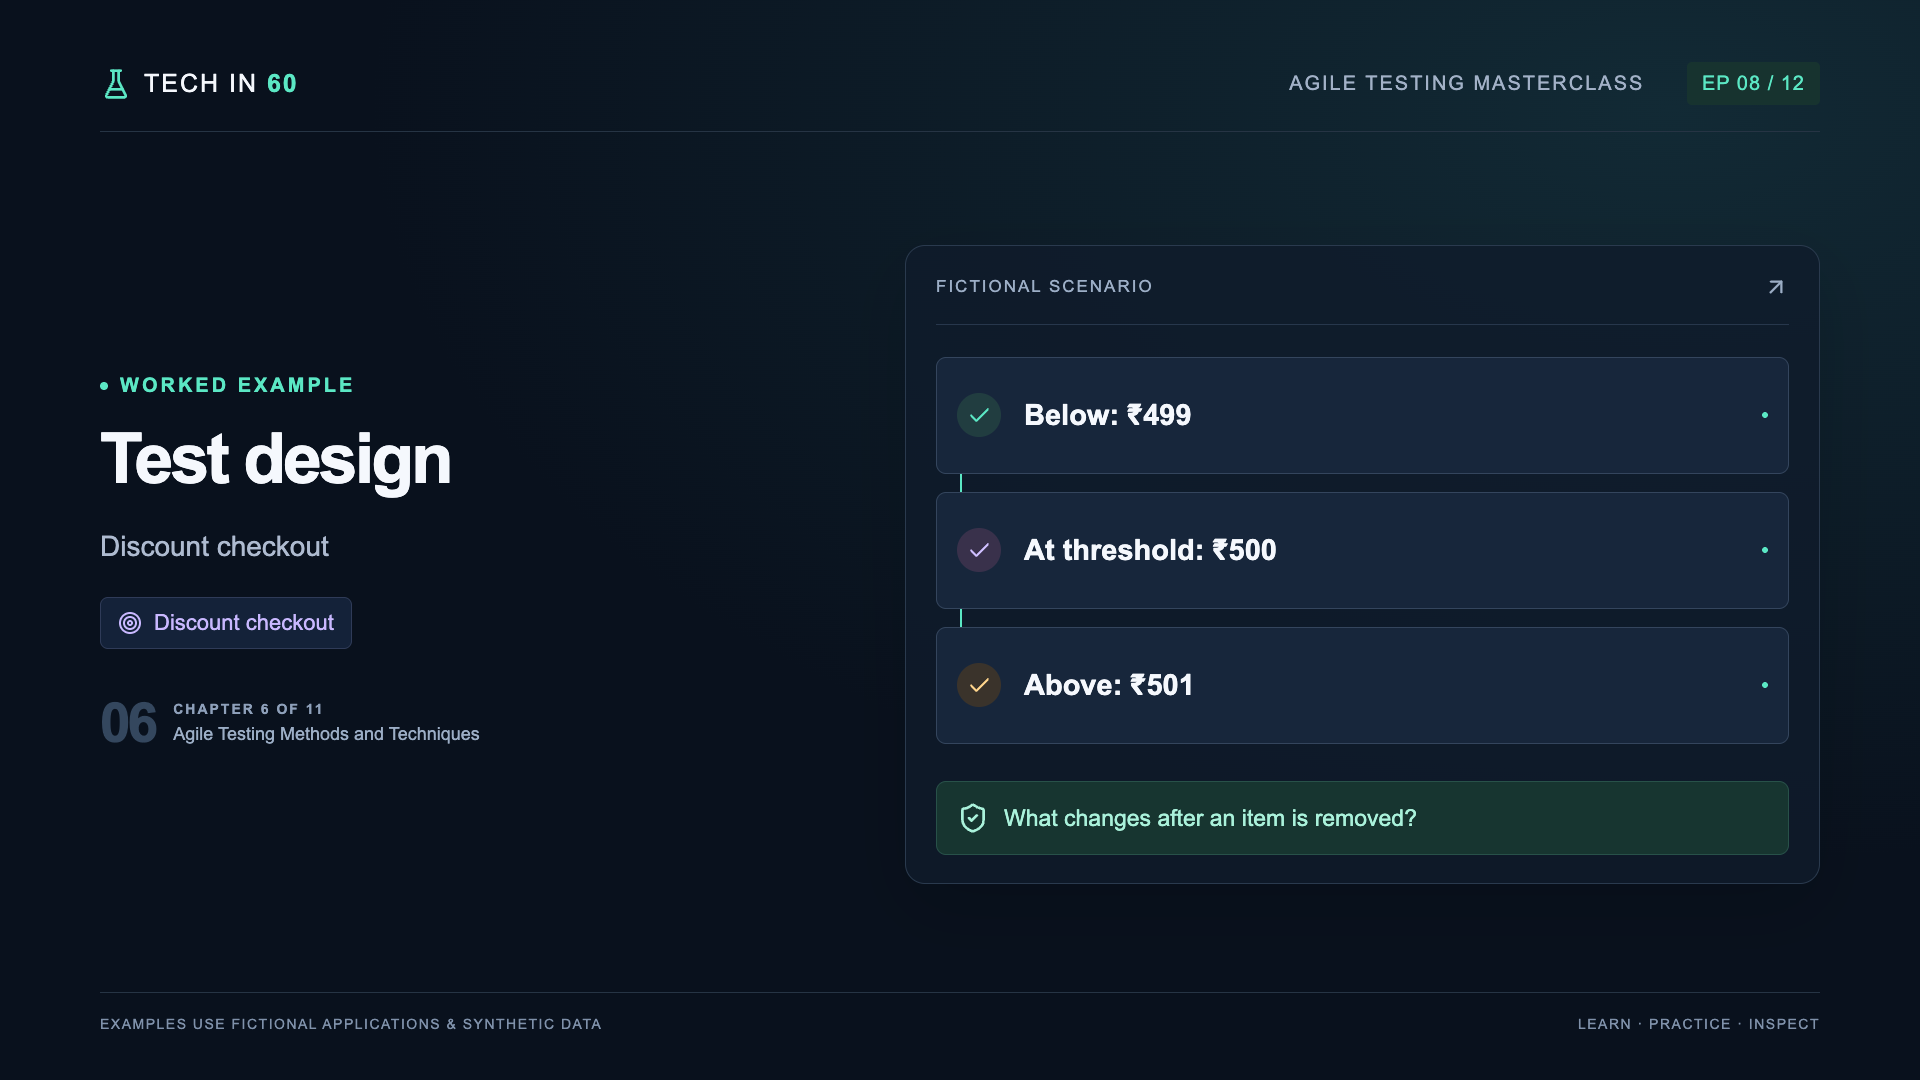 TECH IN 60
AGILE TESTING MASTERCLASS
EP 08 / 12
WORKED EXAMPLE
Test design
Discount checkout
Discount checkout
06
CHAPTER 6 OF 11
Agile Testing Methods and Techniques
FICTIONAL SCENARIO
Below: ₹499
At threshold: ₹500
Above: ₹501
What changes after an item is removed?
EXAMPLES USE FICTIONAL APPLICATIONS & SYNTHETIC DATA
LEARN · PRACTICE · INSPECT